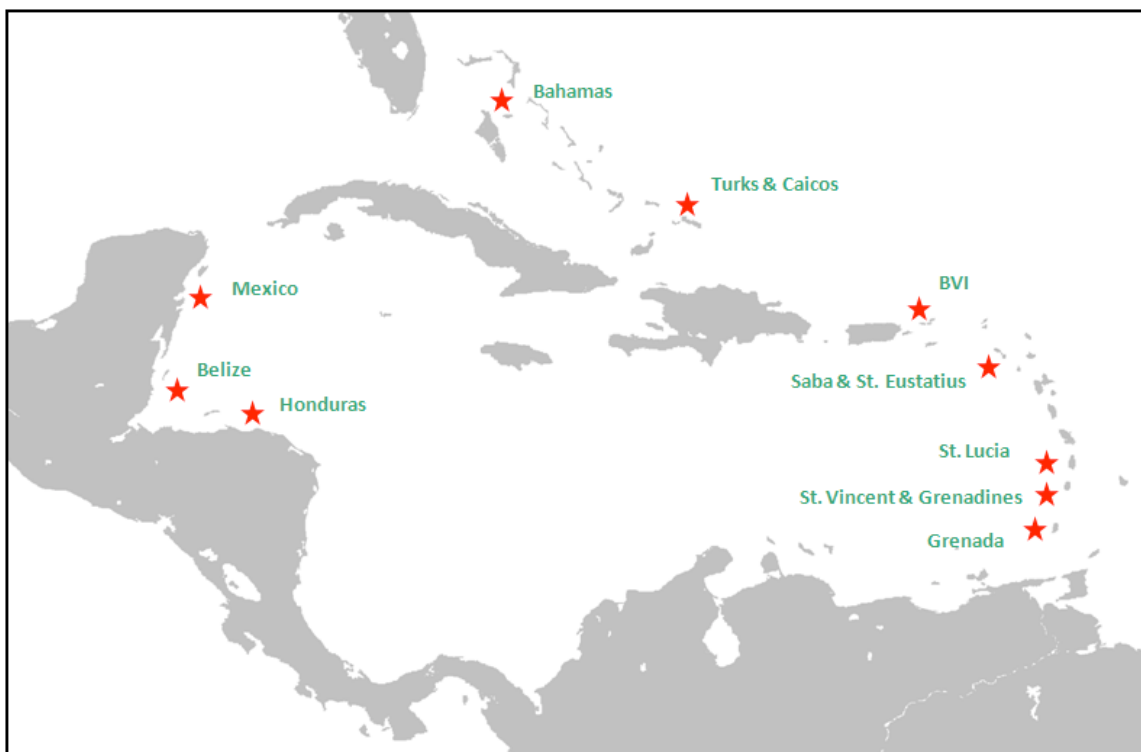 Bahamas
Turks & Caicos
BVI
Mexico
Belize
Saba & St. Eustatius
Honduras
St. Lucia
St. Vincent & Grenadines
Grenada